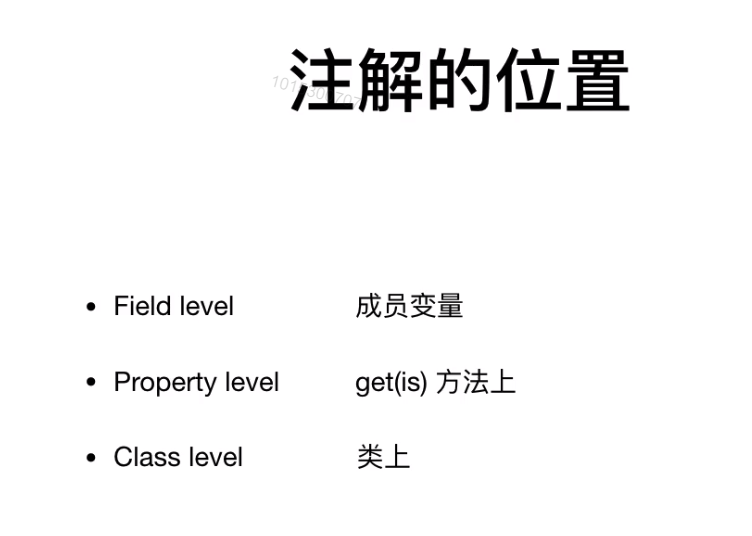 注解的位置
• Field level 成员变量
• Property level get(is) 方法上
• Class level 类上